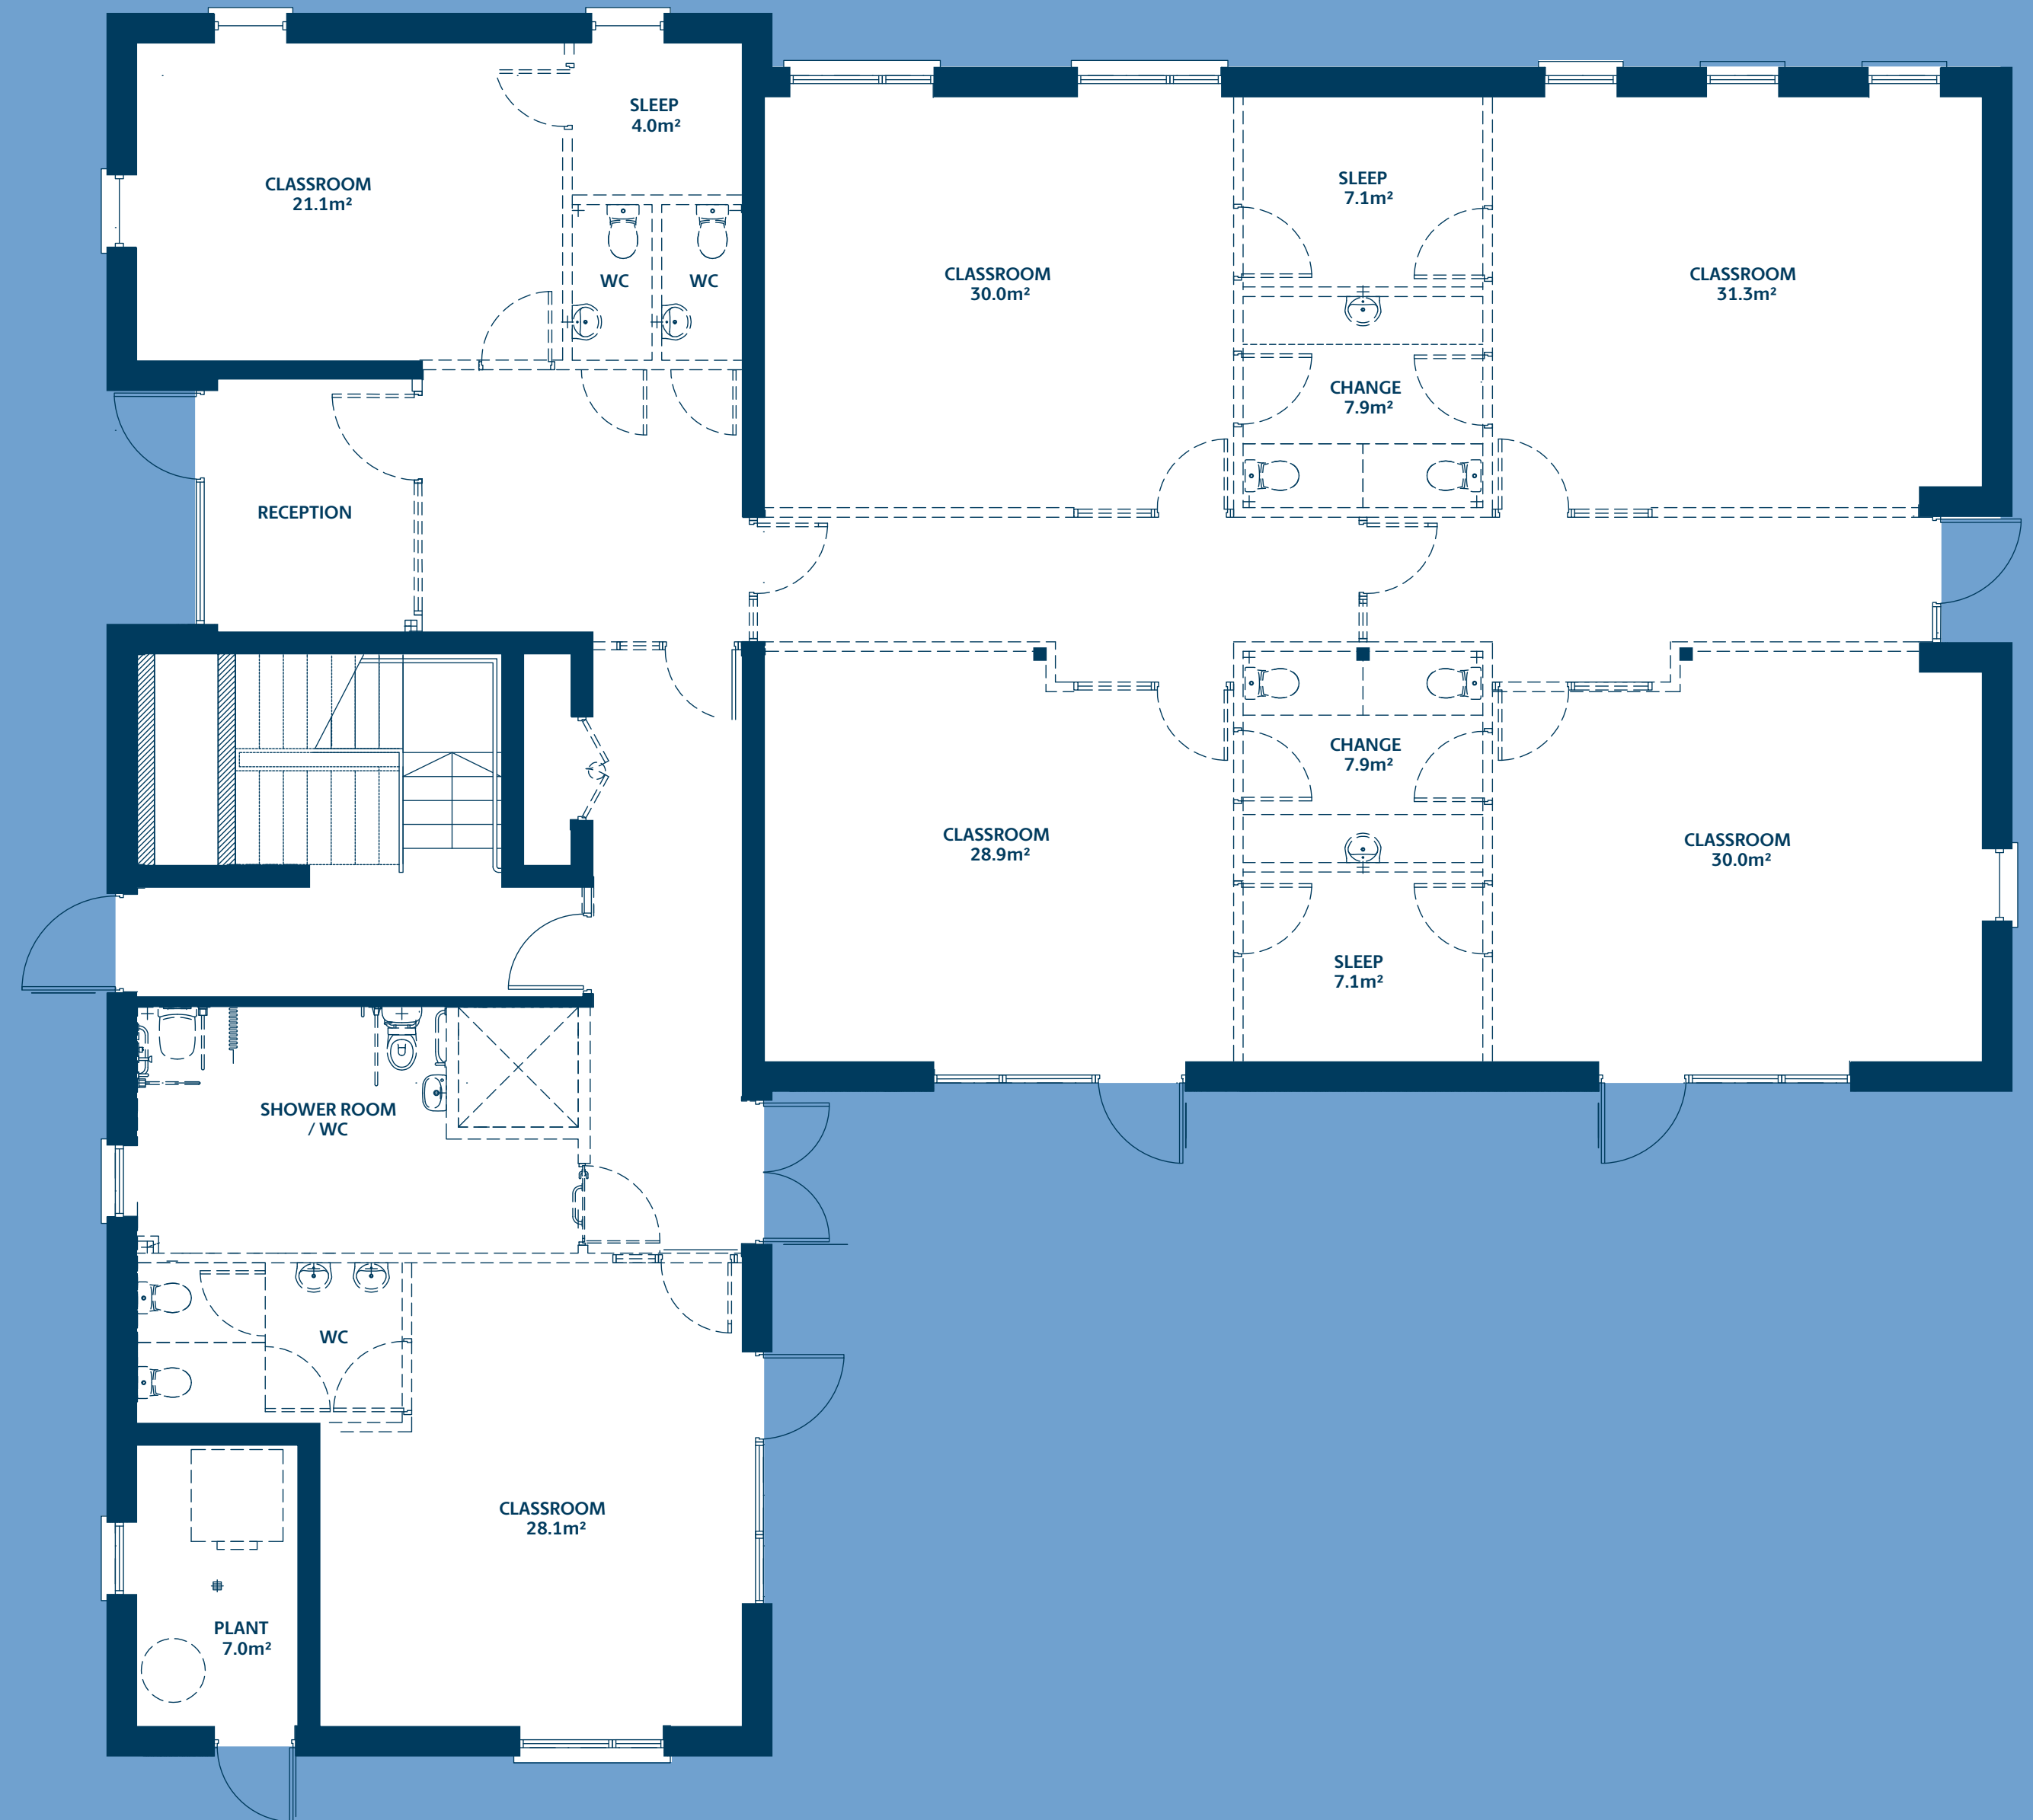 SLEEP
4.0m²
CLASSROOM
21.1m²
WC
WC
SLEEP
7.1m²
CLASSROOM
30.0m²
CLASSROOM
31.3m²
CHANGE
7.9m²
RECEPTION
CHANGE
7.9m²
CLASSROOM
28.9m²
CLASSROOM
30.0m²
SLEEP
7.1m²
SHOWER ROOM
/ WC
WC
CLASSROOM
28.1m²
PLANT
7.0m²